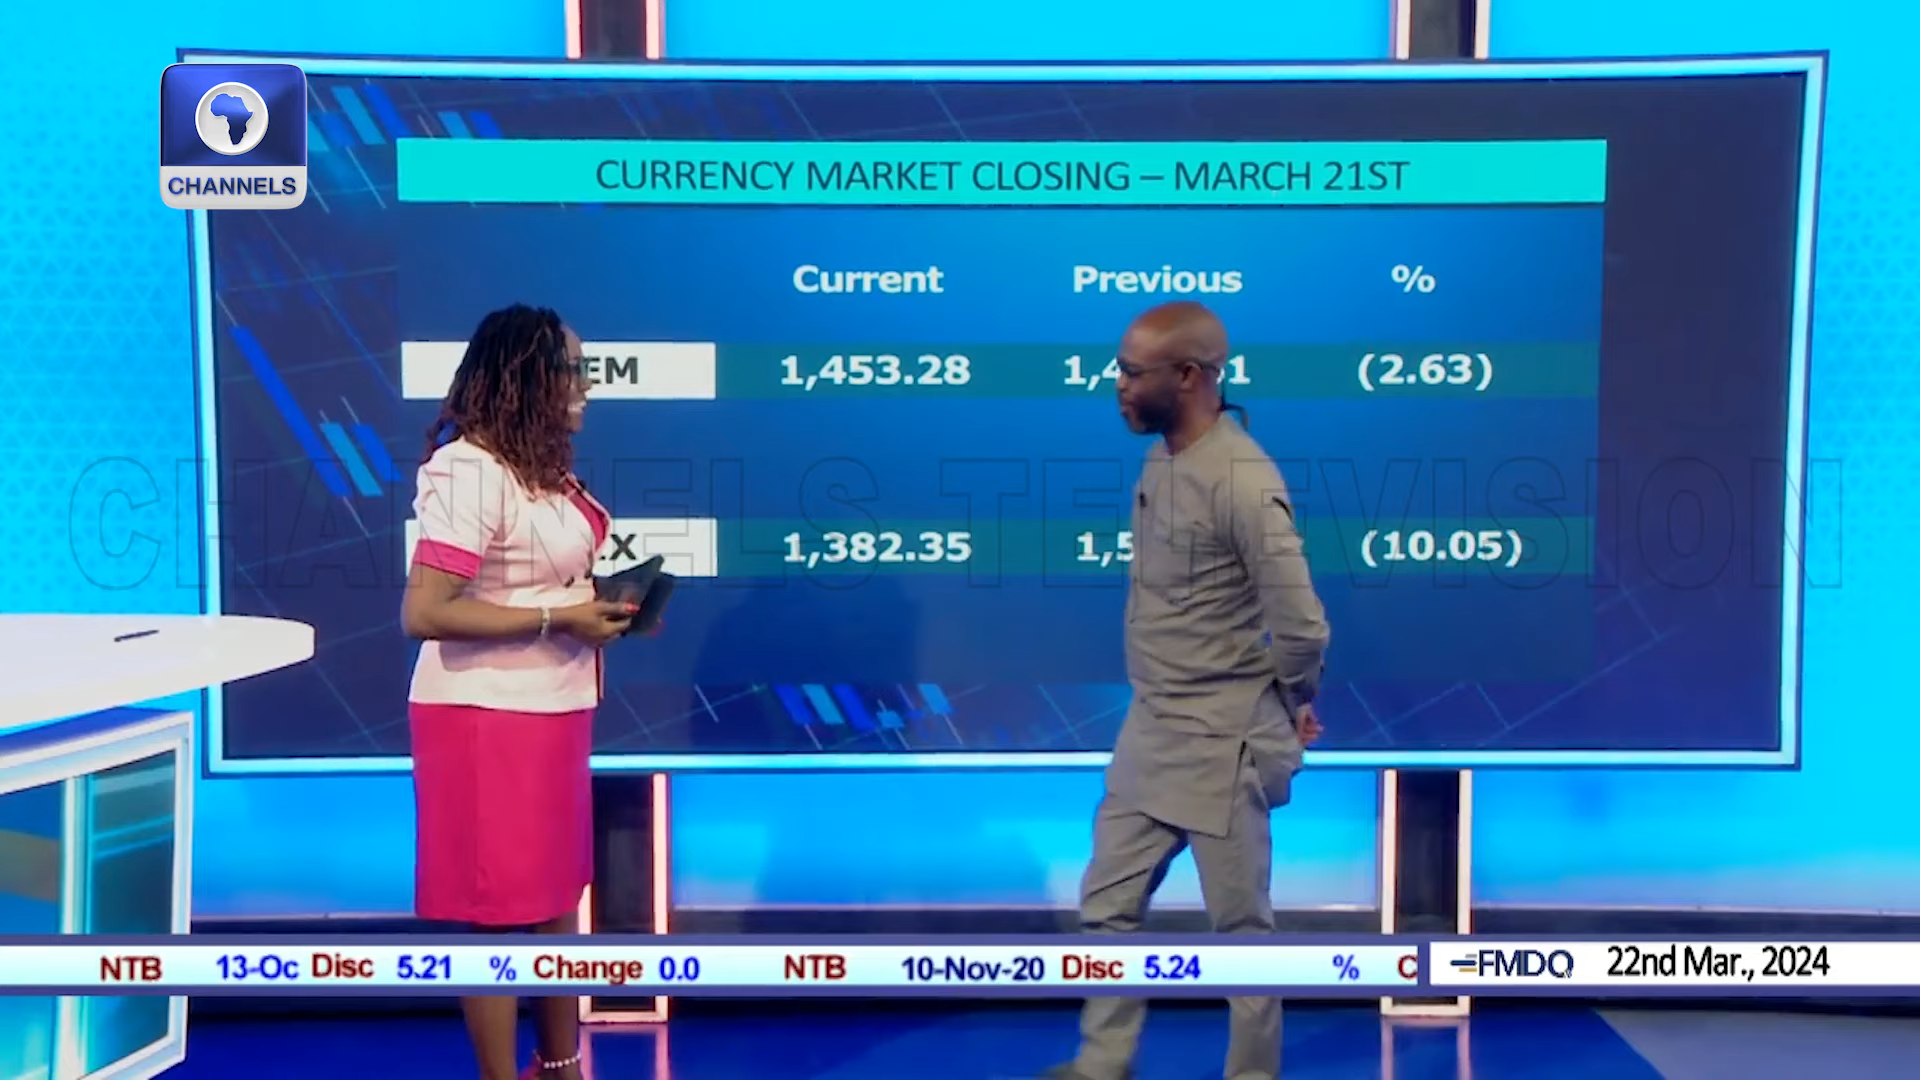 CHANNELS
CURRENCY MARKET CLOSING – MARCH 21ST
Current Previous %
1,453.28 (2.63)
1,382.35 (10.05)
CHANNELS TELEVISION
NTB 13-Oc Disc 5.21 % Change 0.0 NTB 10-Nov-20 Disc 5.24 % C
FMDQ 22nd Mar., 2024